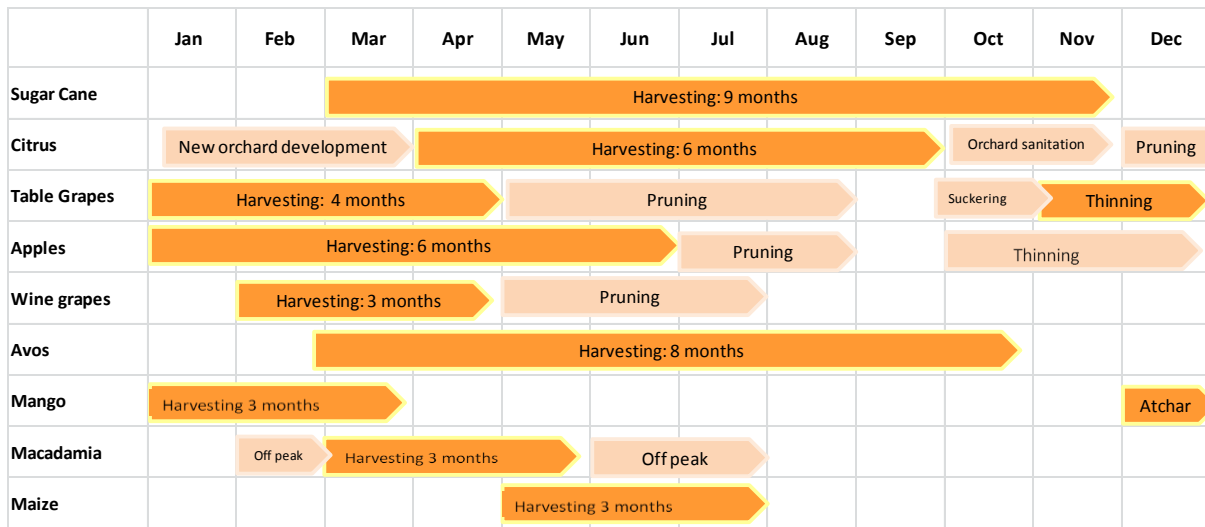 Jan Feb Mar Apr May Jun Jul Aug Sep Oct Nov Dec
Sugar Cane Harvesting: 9 months
Citrus New orchard development Harvesting: 6 months Orchard sanitation Pruning
Table Grapes Harvesting: 4 months Pruning Suckering Thinning
Apples Harvesting: 6 months Pruning Thinning
Wine grapes Harvesting: 3 months Pruning
Avos Harvesting: 8 months
Mango Harvesting 3 months Atchar
Macadamia Off peak Harvesting 3 months Off peak
Maize Harvesting 3 months